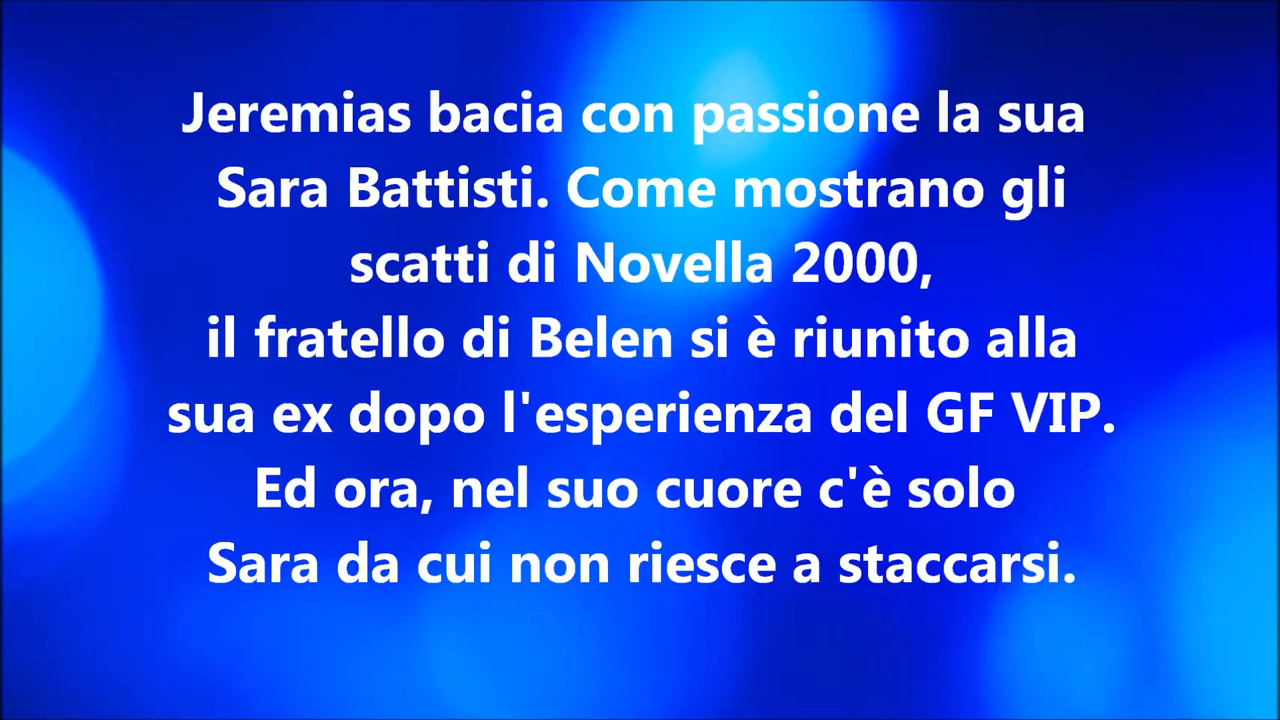 Jeremias bacia con passione la sua
Sara Battisti. Come mostrano gli
scatti di Novella 2000,
il fratello di Belen si è riunito alla
sua ex dopo l'esperienza del GF VIP.
Ed ora, nel suo cuore c'è solo
Sara da cui non riesce a staccarsi.